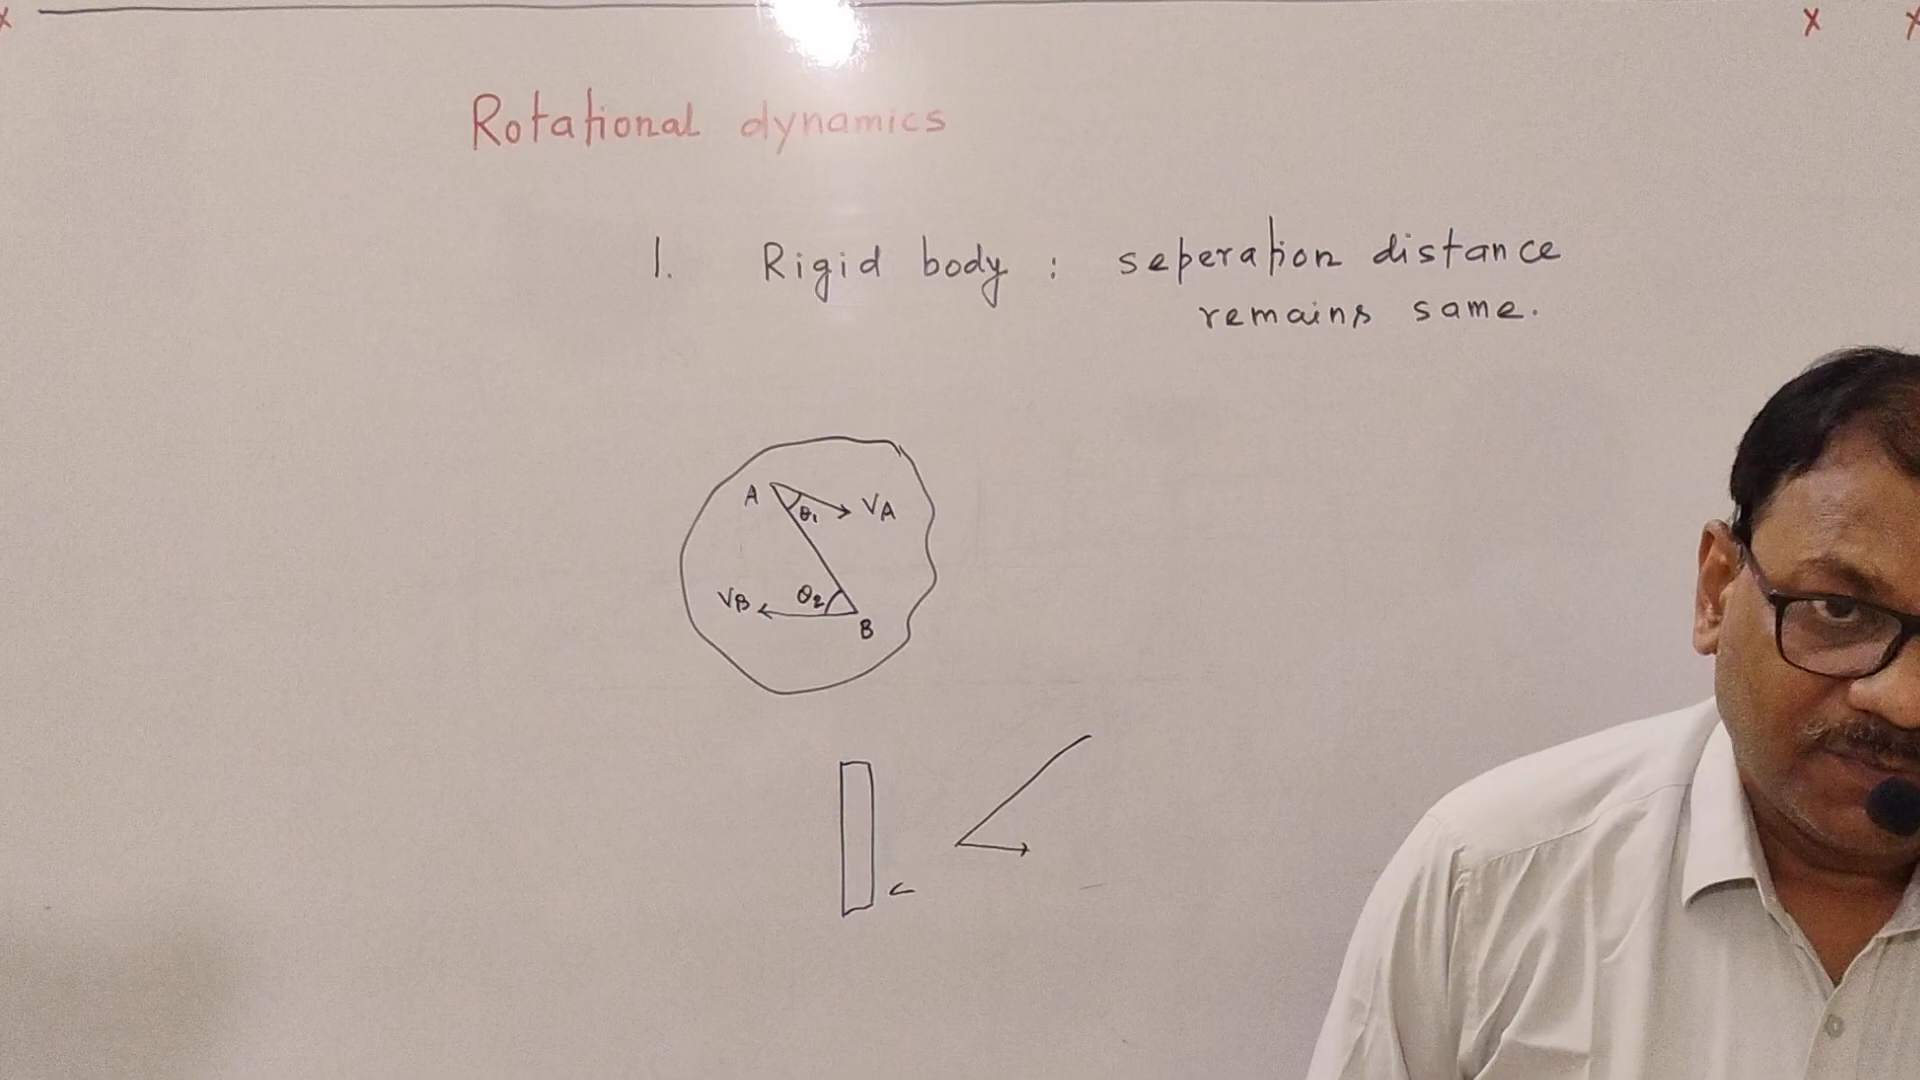 x x x
Rotational dynamics
1. Rigid body : seperation distance
remains same.
A θ₁ VA
VB θ₂ B